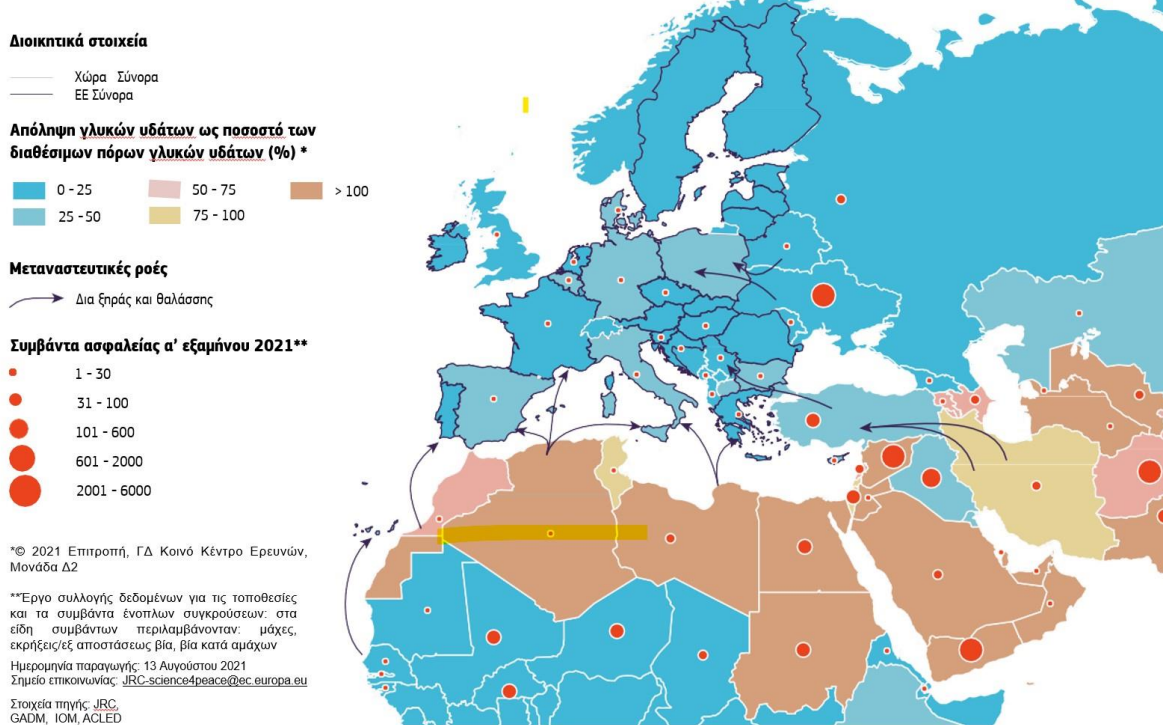 Διοικητικά στοιχεία
Χώρα Σύνορα
ΕΕ Σύνορα
Απόληψη γλυκών υδάτων ως ποσοστό των
διαθέσιμων πόρων γλυκών υδάτων (%) *
0 - 25
50 - 75
> 100
25 - 50
75 - 100
Μεταναστευτικές ροές
Δια ξηράς και θαλάσσης
Συμβάντα ασφαλείας α’ εξαμήνου 2021**
1 - 30
31 - 100
101 - 600
601 - 2000
2001 - 6000
*© 2021 Επιτροπή, ΓΔ Κοινό Κέντρο Ερευνών,
Μονάδα Δ2
**Έργο συλλογής δεδομένων για τις τοποθεσίες
και τα συμβάντα ένοπλων συγκρούσεων: στα
είδη συμβάντων περιλαμβάνονταν: μάχες,
εκρήξεις/εξ αποστάσεως βία, βία κατά αμάχων
Ημερομηνία παραγωγής: 13 Αυγούστου 2021
Σημείο επικοινωνίας: JRC-science4peace@ec.europa.eu
Στοιχεία πηγής: JRC,
GADM, IOM, ACLED